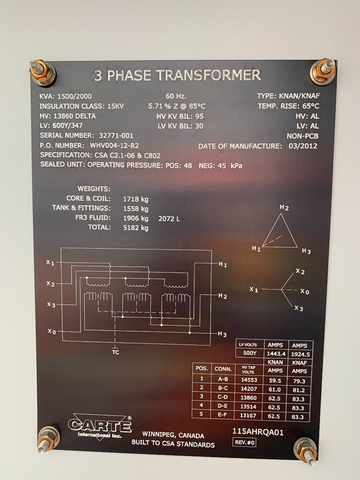 3 PHASE TRANSFORMER
KVA: 1500/2000 60 Hz. TYPE: KNAN/KNAF
INSULATION CLASS: 15KV 5.71 % Z @ 85°C TEMP. RISE: 65°C
HV: 13860 DELTA HV KV BIL: 95 HV: AL
LV: 600Y/347 LV KV BIL: 30 LV: AL
SERIAL NUMBER: 32771-001 NON-PCB
P.O. NUMBER: WHV004-12-R2 DATE OF MANUFACTURE: 03/2012
SPECIFICATION: CSA C2.1-06 & C802
SEALED UNIT: OPERATING PRESSURE: POS: 48 NEG: 45 kPa
WEIGHTS:
CORE & COIL: 1718 kg
TANK & FITTINGS: 1558 kg
FR3 FLUID: 1906 kg 2072 L
TOTAL: 5182 kg
H2
H1 H3
X1
X2
X3
X0
H1
H2
H3
TC
X2
X1 X0
X3
LV VOLTS AMPS AMPS
600Y 1443.4 1924.5
KNAN KNAF
POS. CONN. HV TAP VOLTS AMPS AMPS
1 A-B 14553 59.5 79.3
2 B-C 14207 61.0 81.2
3 C-D 13860 62.5 83.3
4 D-E 13514 62.5 83.3
5 E-F 13167 62.5 83.3
CARTE
International Inc.
WINNIPEG, CANADA
BUILT TO CSA STANDARDS
115AHRQA01
REV.#0